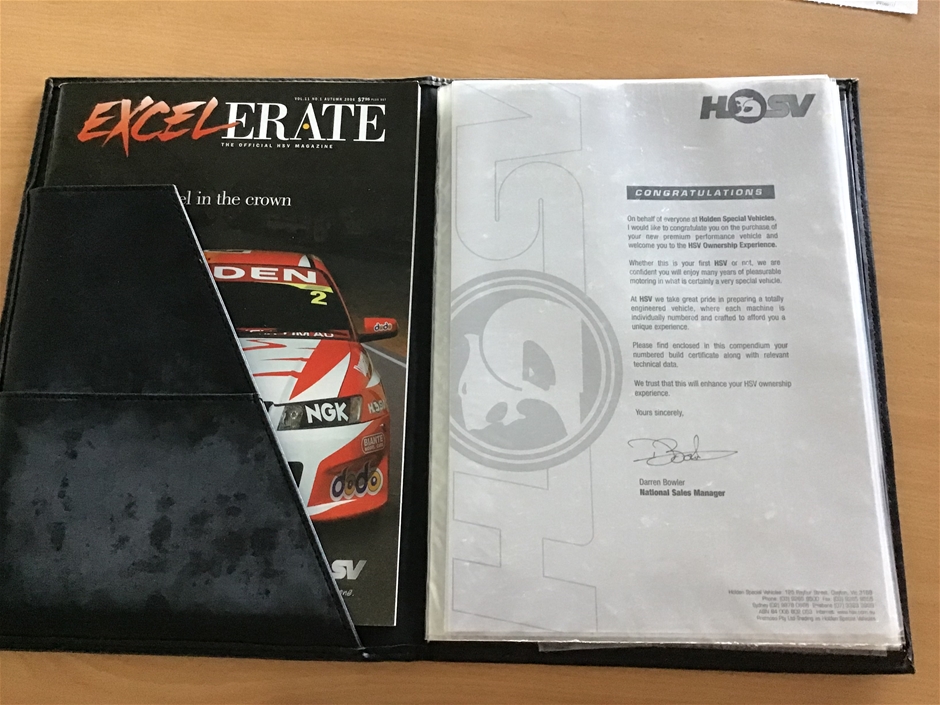 EXCELERATE
THE OFFICIAL HSV MAGAZINE
el in the crown
DEN
2
dodo
NGK
dodo
SV
HSV
CONGRATULATIONS
On behalf of everyone at Holden Special Vehicles,
I would like to congratulate you on the purchase of
your new premium performance vehicle and
welcome you to the HSV Ownership Experience.
Whether this is your first HSV or not, we are
confident you will enjoy many years of pleasurable
motoring in what is certainly a very special vehicle.
At HSV we take great pride in preparing a totally
engineered vehicle, where each machine is
individually numbered and crafted to afford you a
unique experience.
Please find enclosed in this compendium your
numbered build certificate along with relevant
technical data.
We trust that this will enhance your HSV ownership
experience.
Yours sincerely,
Darren Bowler
National Sales Manager